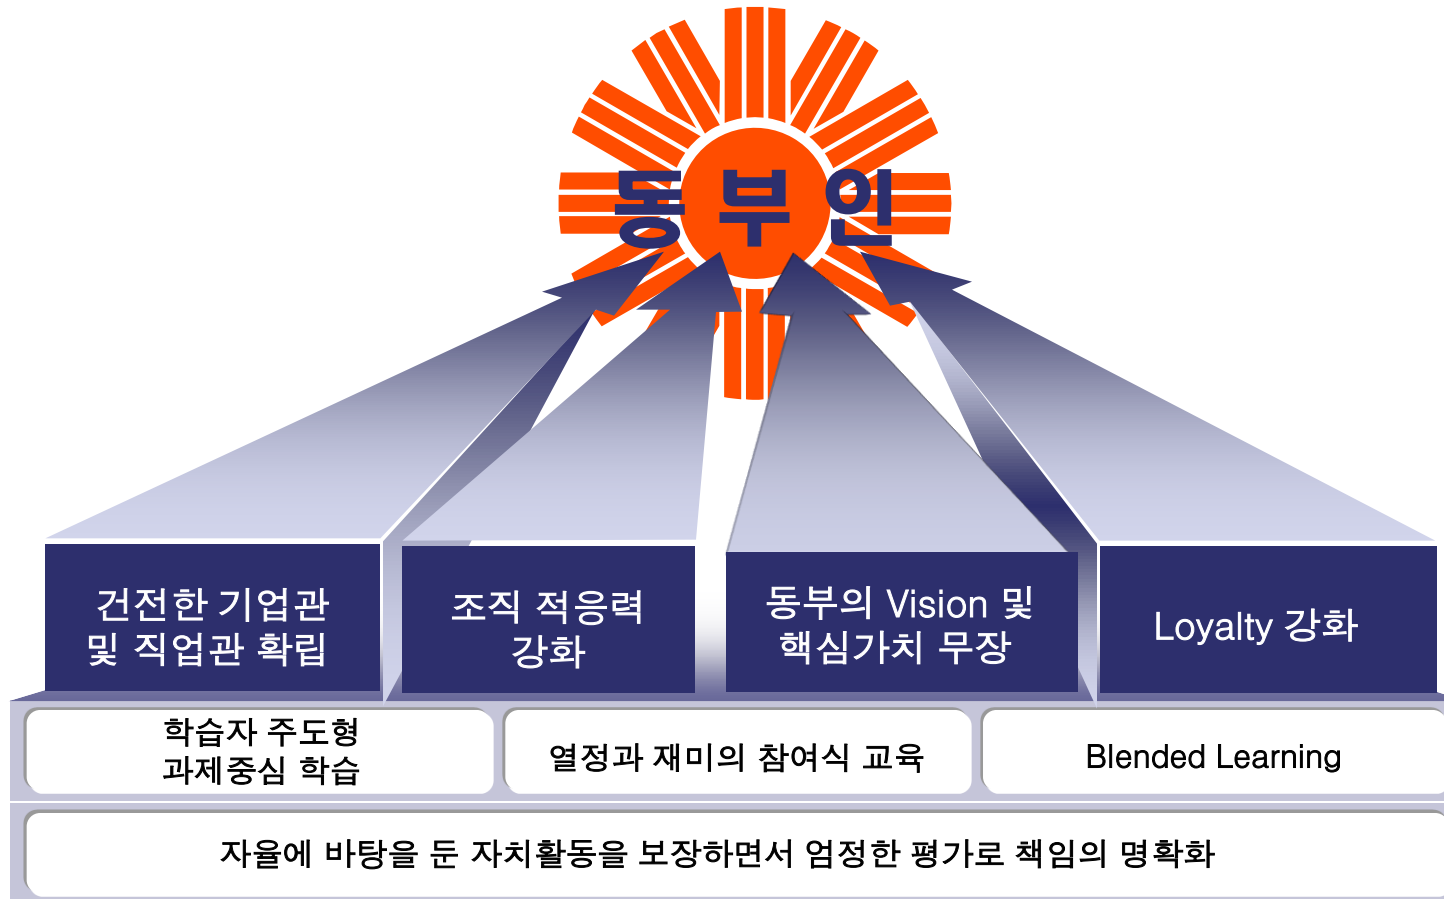 동부인
건전한 기업관
및 직업관 확립
조직 적응력
강화
동부의 Vision 및
핵심가치 무장
Loyalty 강화
학습자 주도형
과제중심 학습
열정과 재미의 참여식 교육
Blended Learning
자율에 바탕을 둔 자치활동을 보장하면서 엄정한 평가로 책임의 명확화